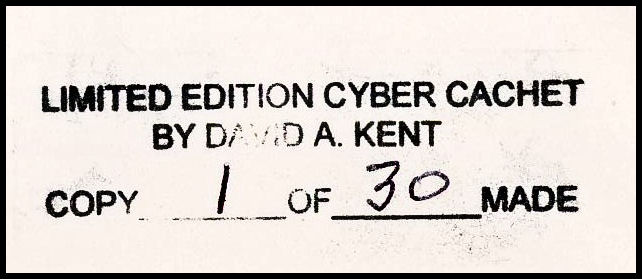 LIMITED EDITION CYBER CACHET
BY DAVID A. KENT
COPY 1 OF 30 MADE